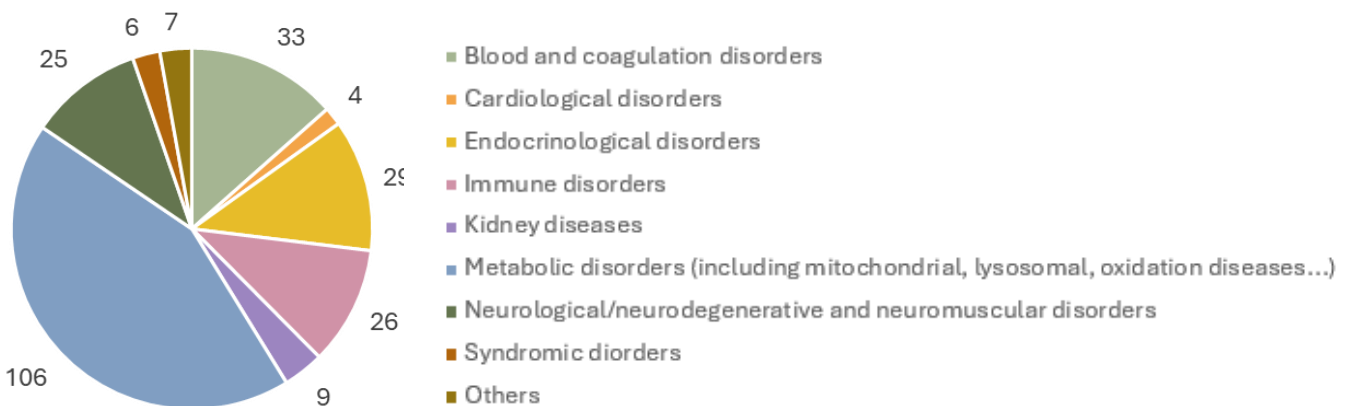 6
7
33
25
4
29
26
9
106
Blood and coagulation disorders
Cardiological disorders
Endocrinological disorders
Immune disorders
Kidney diseases
Metabolic disorders (including mitochondrial, lysosomal, oxidation diseases...)
Neurological/neurodegenerative and neuromuscular disorders
Syndromic diorders
Others